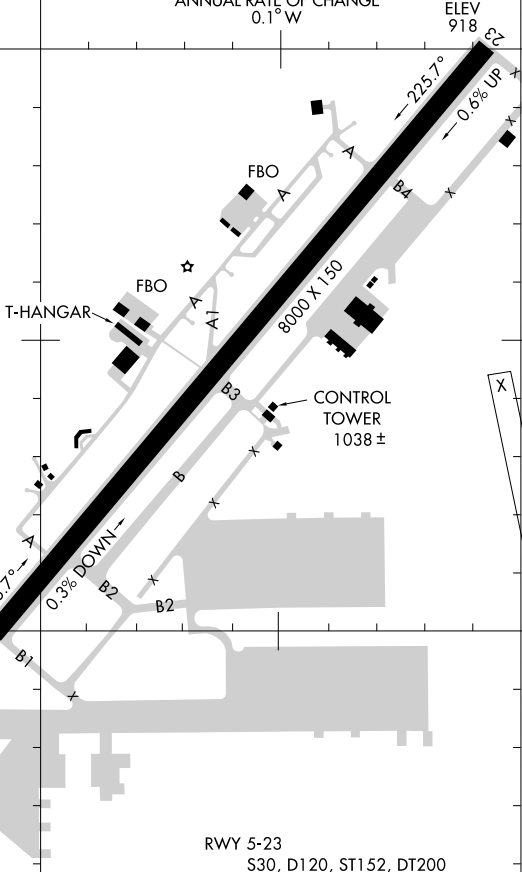 ANNUAL RATE OF CHANGE
0.1° W
ELEV
918
23
225.7°
0.6% UP
X
X
A
FBO
A
B4
X
8000 X 150
FBO
A
A1
T-HANGAR
B3
CONTROL
TOWER
1038 ±
X
X
B
X
A
5.7°
0.3% DOWN
X
B2
B2
B1
X
RWY 5-23
S30, D120, ST152, DT200